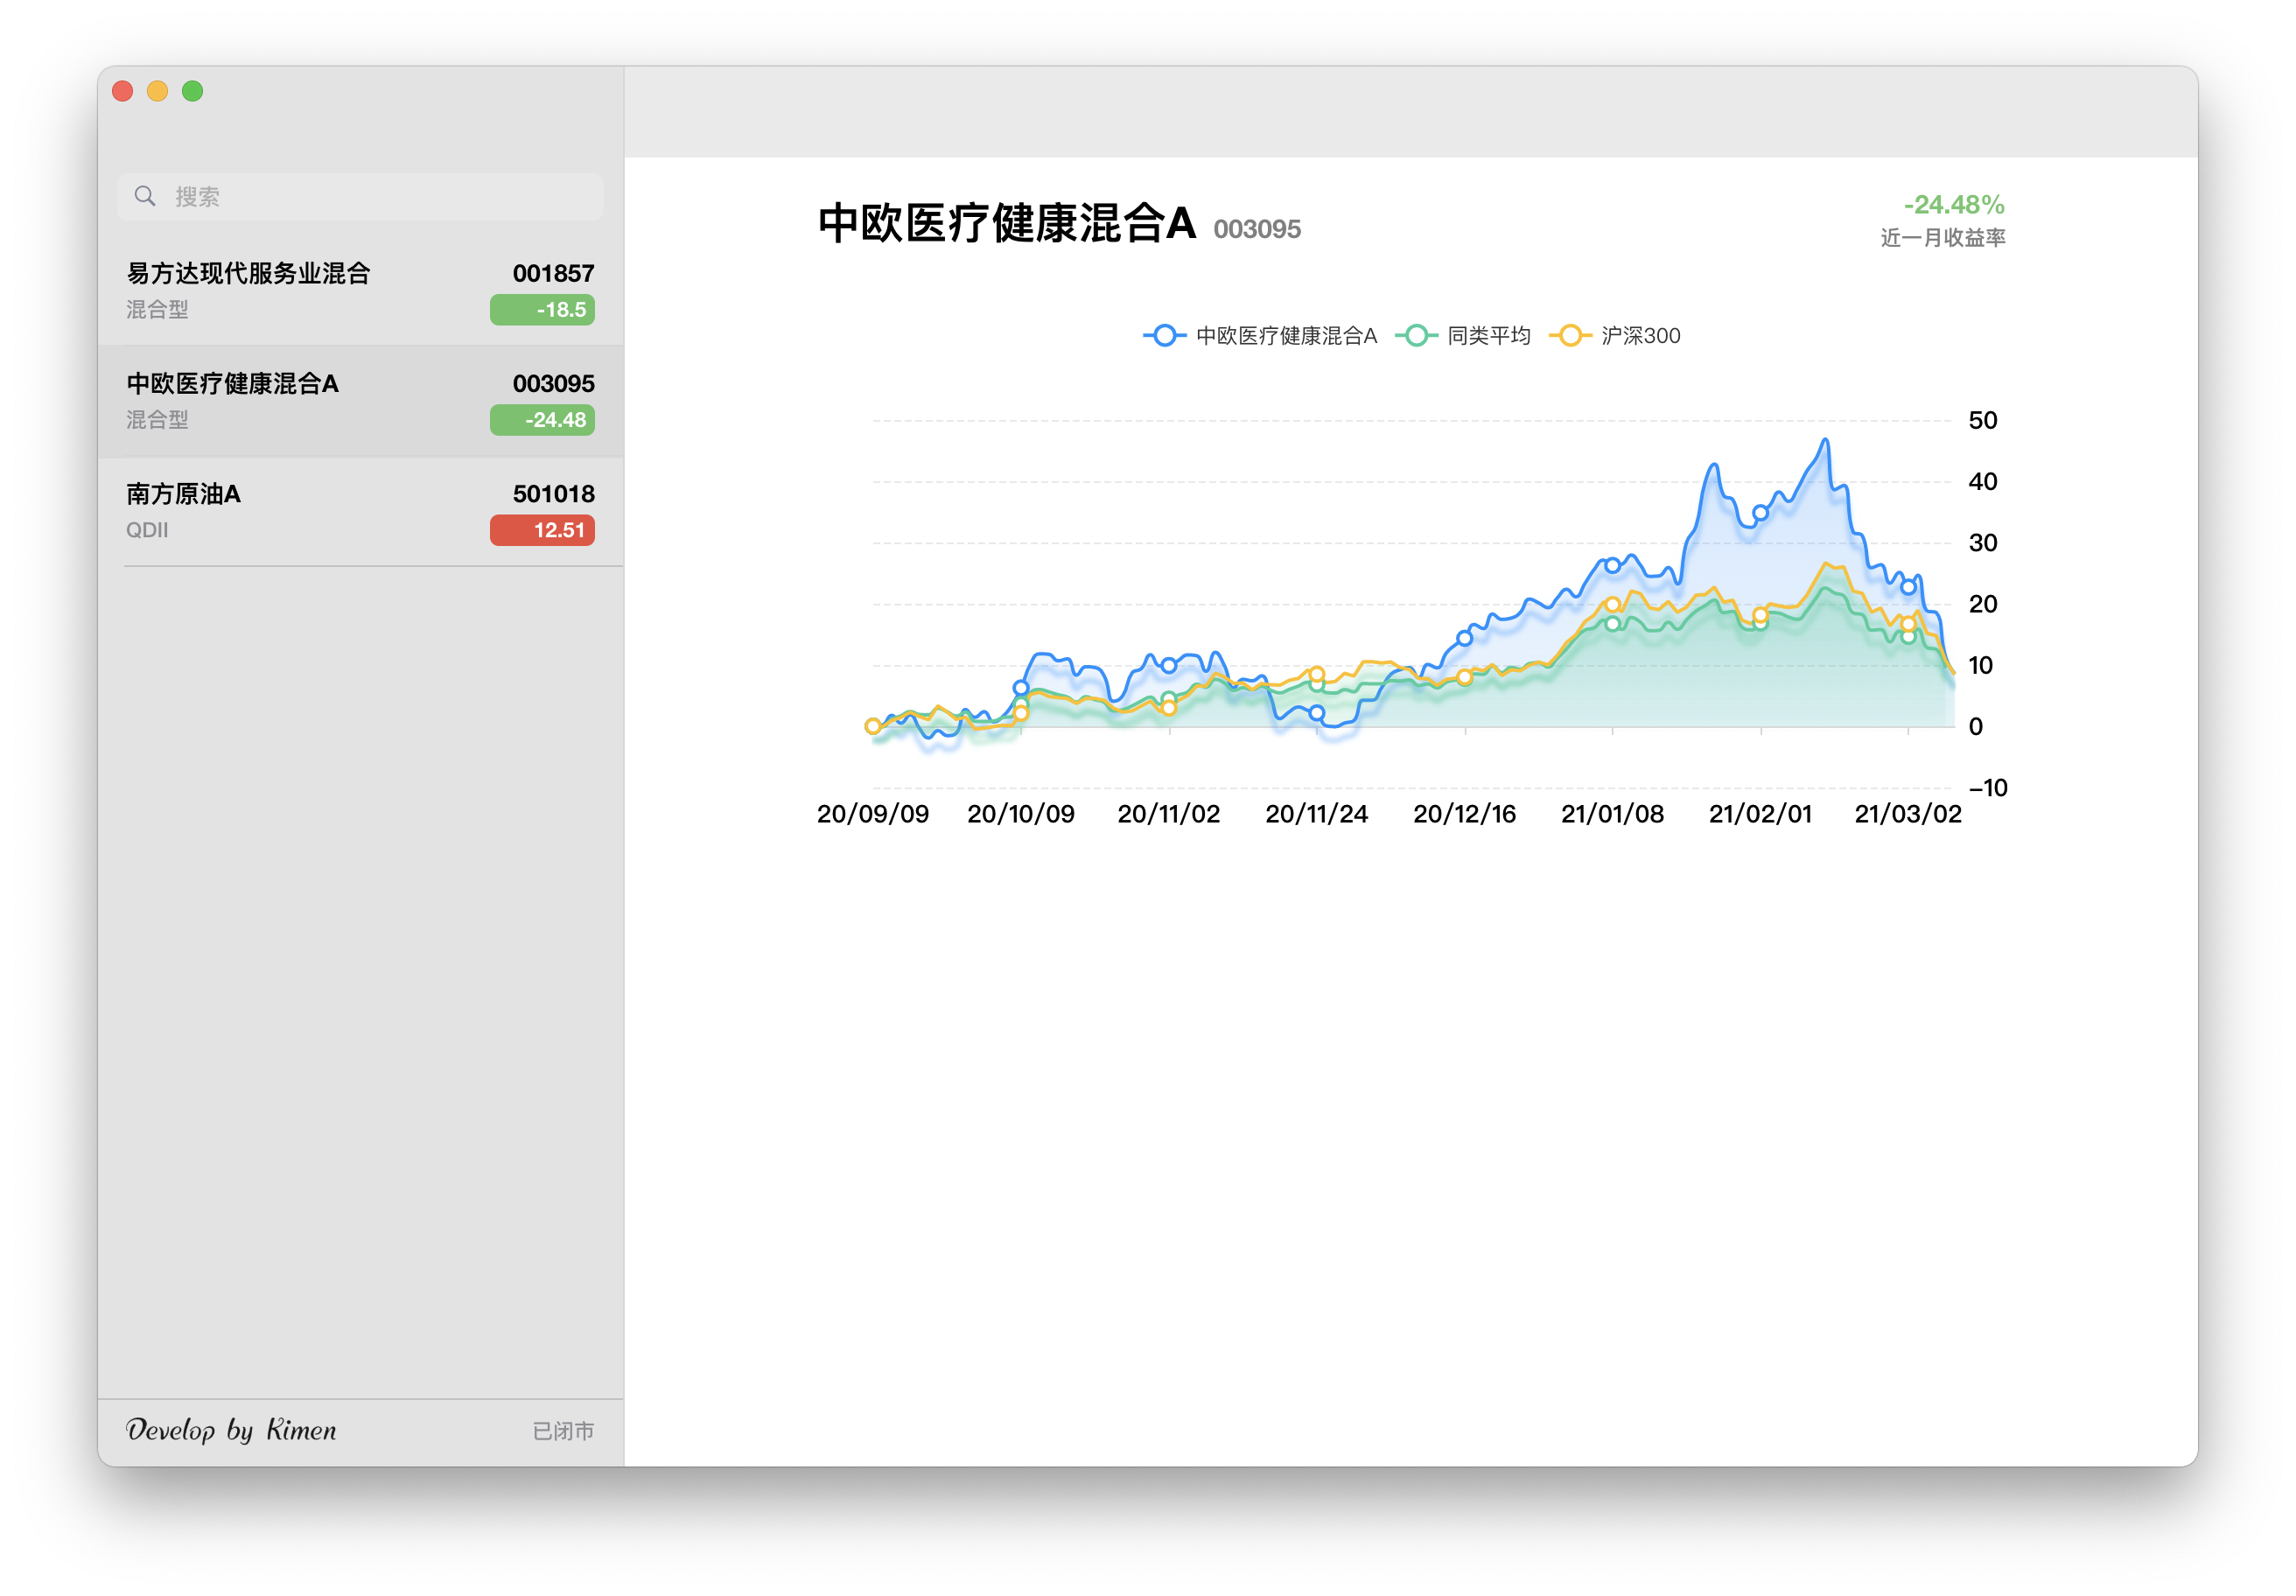 搜索
易方达现代服务业混合 001857
混合型 -18.5
中欧医疗健康混合A 003095
混合型 -24.48
南方原油A 501018
QDII 12.51
Develop by Kimen 已闭市
中欧医疗健康混合A 003095
-24.48%
近一月收益率
中欧医疗健康混合A 同类平均 沪深300
50
40
30
20
10
0
–10
20/09/09 20/10/09 20/11/02 20/11/24 20/12/16 21/01/08 21/02/01 21/03/02